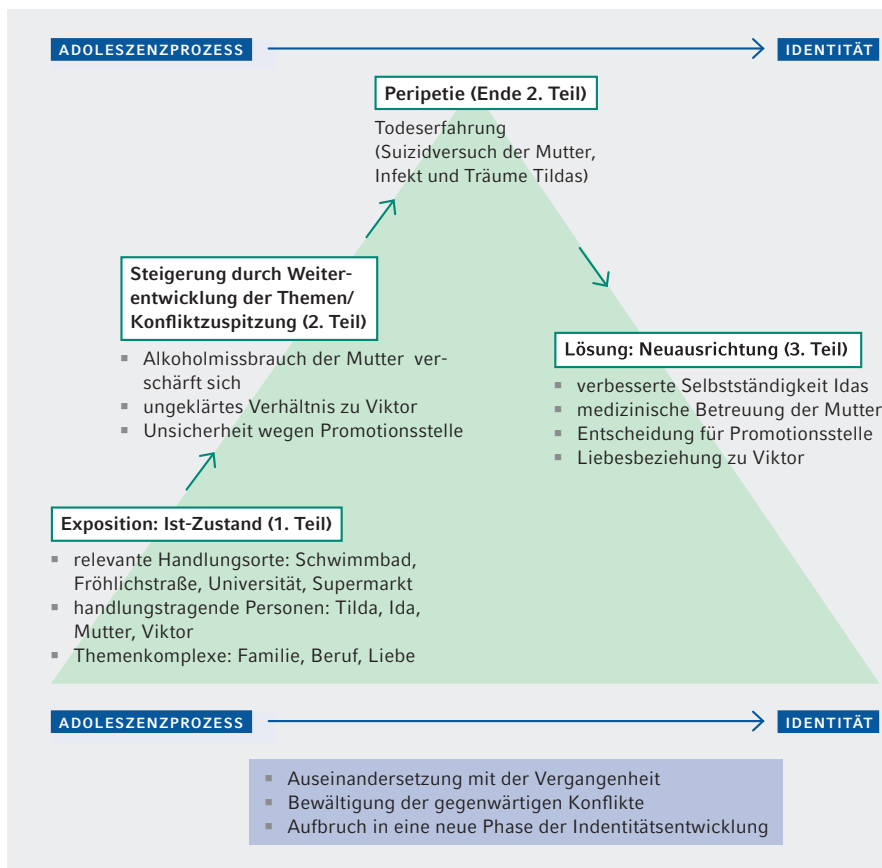 ADOLESZENZPROZESS IDENTITÄT
Peripetie (Ende 2. Teil)
Todeserfahrung
(Suizidversuch der Mutter,
Infekt und Träume Tildas)
Steigerung durch Weiter-
entwicklung der Themen/
Konfliktzuspitzung (2. Teil)
▪ Alkoholmissbrauch der Mutter ver-
schärft sich
▪ ungeklärtes Verhältnis zu Viktor
▪ Unsicherheit wegen Promotionsstelle
Lösung: Neuausrichtung (3. Teil)
▪ verbesserte Selbstständigkeit Idas
▪ medizinische Betreuung der Mutter
▪ Entscheidung für Promotionsstelle
▪ Liebesbeziehung zu Viktor
Exposition: Ist-Zustand (1. Teil)
▪ relevante Handlungsorte: Schwimmbad,
Fröhlichstraße, Universität, Supermarkt
▪ handlungstragende Personen: Tilda, Ida,
Mutter, Viktor
▪ Themenkomplexe: Familie, Beruf, Liebe
ADOLESZENZPROZESS IDENTITÄT
▪ Auseinandersetzung mit der Vergangenheit
▪ Bewältigung der gegenwärtigen Konflikte
▪ Aufbruch in eine neue Phase der Indentitätsentwicklung